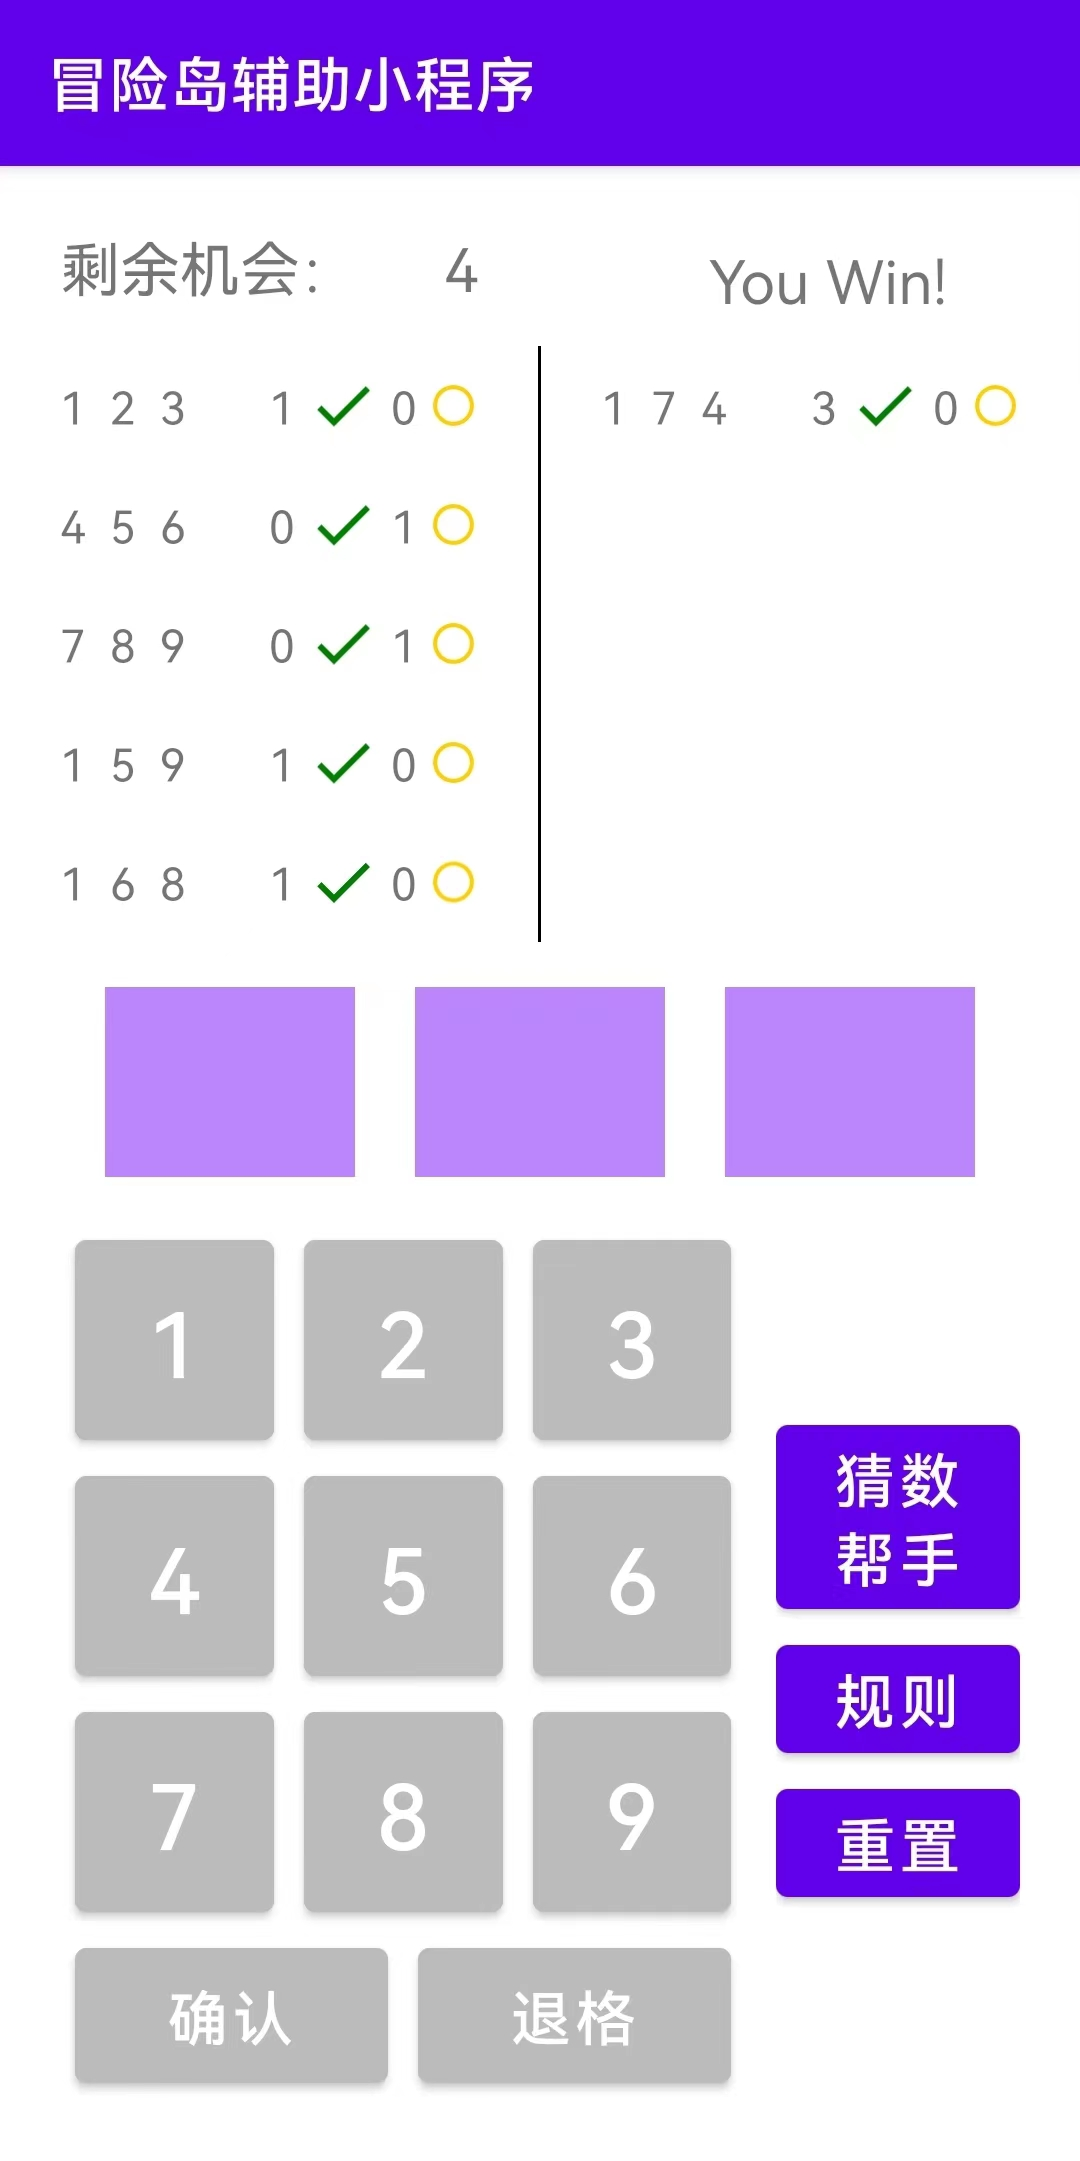 冒险岛辅助小程序
剩余机会： 4
You Win!
1 2 3 1 ✓ 0 ○
4 5 6 0 ✓ 1 ○
7 8 9 0 ✓ 1 ○
1 5 9 1 ✓ 0 ○
1 6 8 1 ✓ 0 ○
1 7 4 3 ✓ 0 ○
1 2 3
4 5 6
7 8 9
确认 退格
猜数
帮手
规则
重置